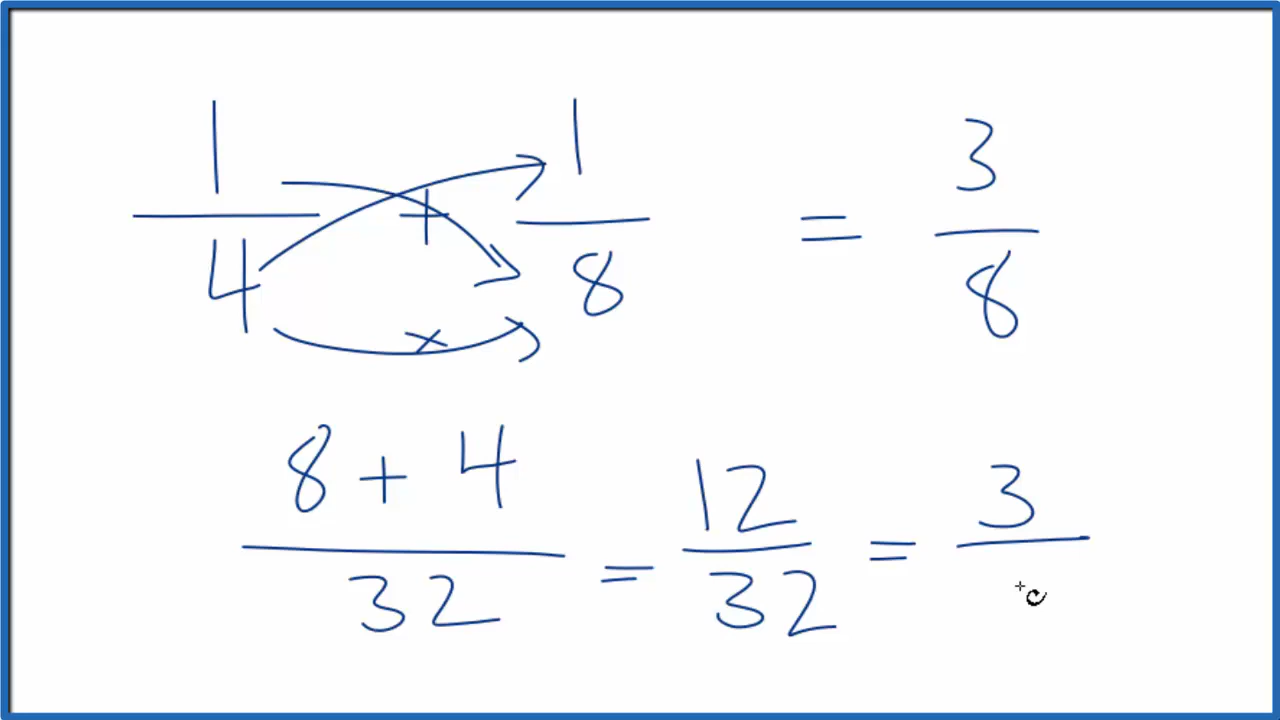 1/4 + 1/8 = 3/8
×
8 + 4/32 = 12/32 = 3/